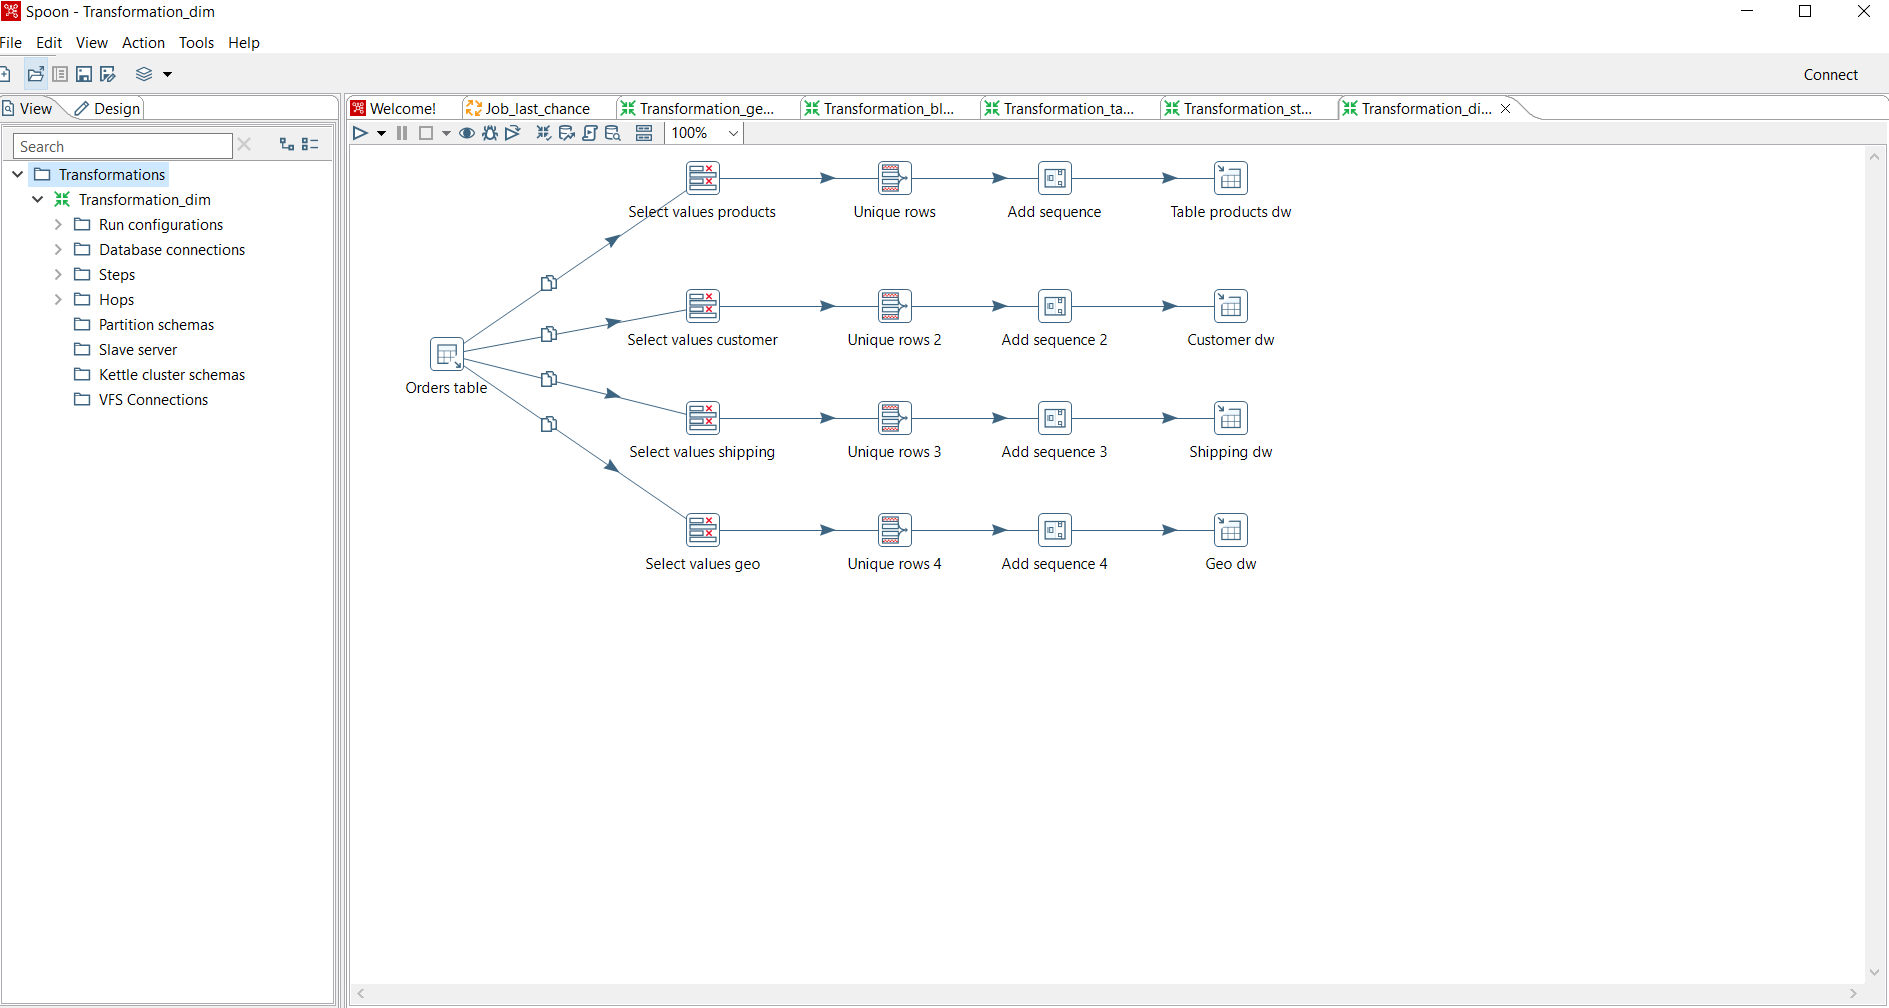 Spoon - Transformation_dim
File Edit View Action Tools Help
Connect
View Design
Welcome! Job_last_chance Transformation_ge... Transformation_bl... Transformation_ta... Transformation_st... Transformation_di...
100%
Search
Transformations
Transformation_dim
Run configurations
Database connections
Steps
Hops
Partition schemas
Slave server
Kettle cluster schemas
VFS Connections
Select values products Unique rows Add sequence Table products dw
Select values customer Unique rows 2 Add sequence 2 Customer dw
Orders table
Select values shipping Unique rows 3 Add sequence 3 Shipping dw
Select values geo Unique rows 4 Add sequence 4 Geo dw